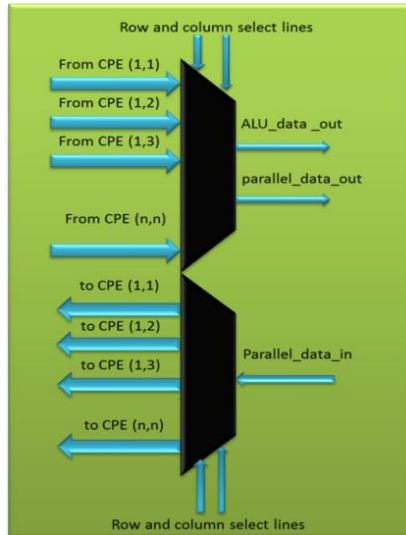 Row and column select lines
From CPE (1,1)
From CPE (1,2)
From CPE (1,3)
ALU_data _out
parallel_data_out
From CPE (n,n)
to CPE (1,1)
to CPE (1,2)
to CPE (1,3)
Parallel_data_in
to CPE (n,n)
Row and column select lines